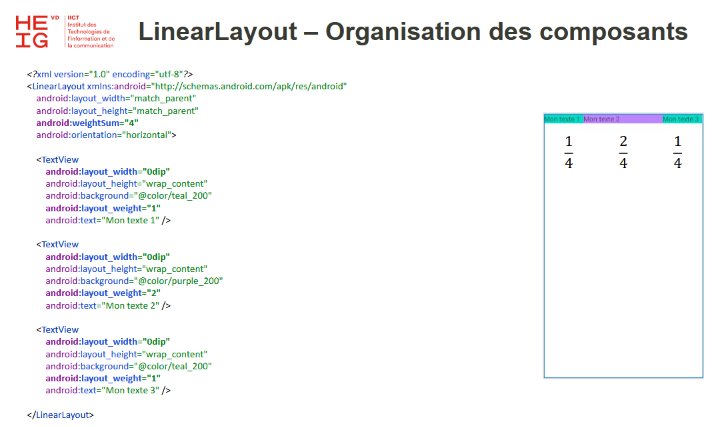 HE
IG
VD
IICT
Institut des
Technologies de
l'Information et de
la communication
LinearLayout – Organisation des composants
<?xml version="1.0" encoding="utf-8"?>
<LinearLayout xmlns:android="http://schemas.android.com/apk/res/android"
android:layout_width="match_parent"
android:layout_height="match_parent"
android:weightSum="4"
android:orientation="horizontal">
<TextView
android:layout_width="0dip"
android:layout_height="wrap_content"
android:background="@color/teal_200"
android:layout_weight="1"
android:text="Mon texte 1" />
<TextView
android:layout_width="0dip"
android:layout_height="wrap_content"
android:background="@color/purple_200"
android:layout_weight="2"
android:text="Mon texte 2" />
<TextView
android:layout_width="0dip"
android:layout_height="wrap_content"
android:background="@color/teal_200"
android:layout_weight="1"
android:text="Mon texte 3" />
</LinearLayout>
Mon texte 1 Mon texte 2 Mon texte 3
1 2 1
4 4 4